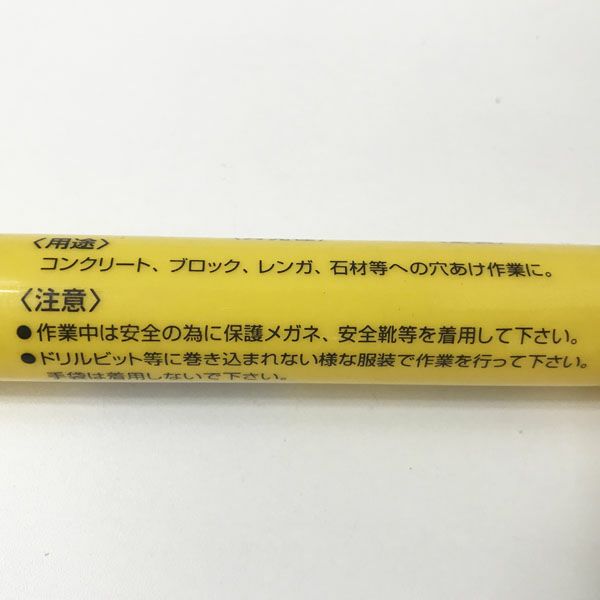 〈用途〉
コンクリート、ブロック、レンガ、石材等への穴あけ作業に。
〈注意〉
●作業中は安全の為に保護メガネ、安全靴等を着用して下さい。
●ドリルビット等に巻き込まれない様な服装で作業を行って下さい。
手袋は着用しないで下さい。